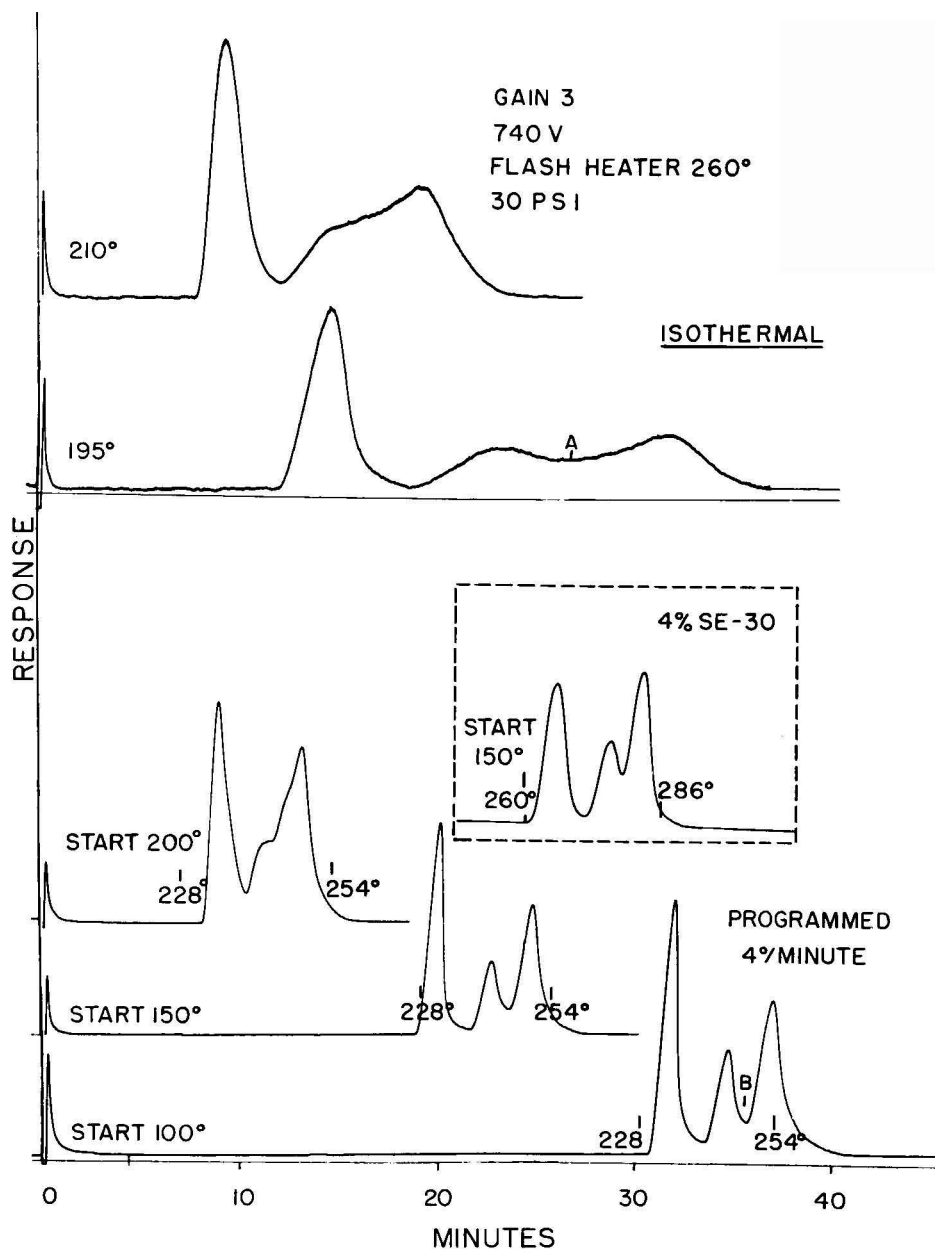 GAIN 3
740 V
FLASH HEATER 260°
30 PSI
210°
ISOTHERMAL
195°
A
RESPONSE
4% SE-30
START
150°
260°
286°
START 200°
228°
254°
PROGRAMMED
4°/MINUTE
START 150°
228°
254°
START 100°
B
228
254°
0 10 20 30 40
MINUTES